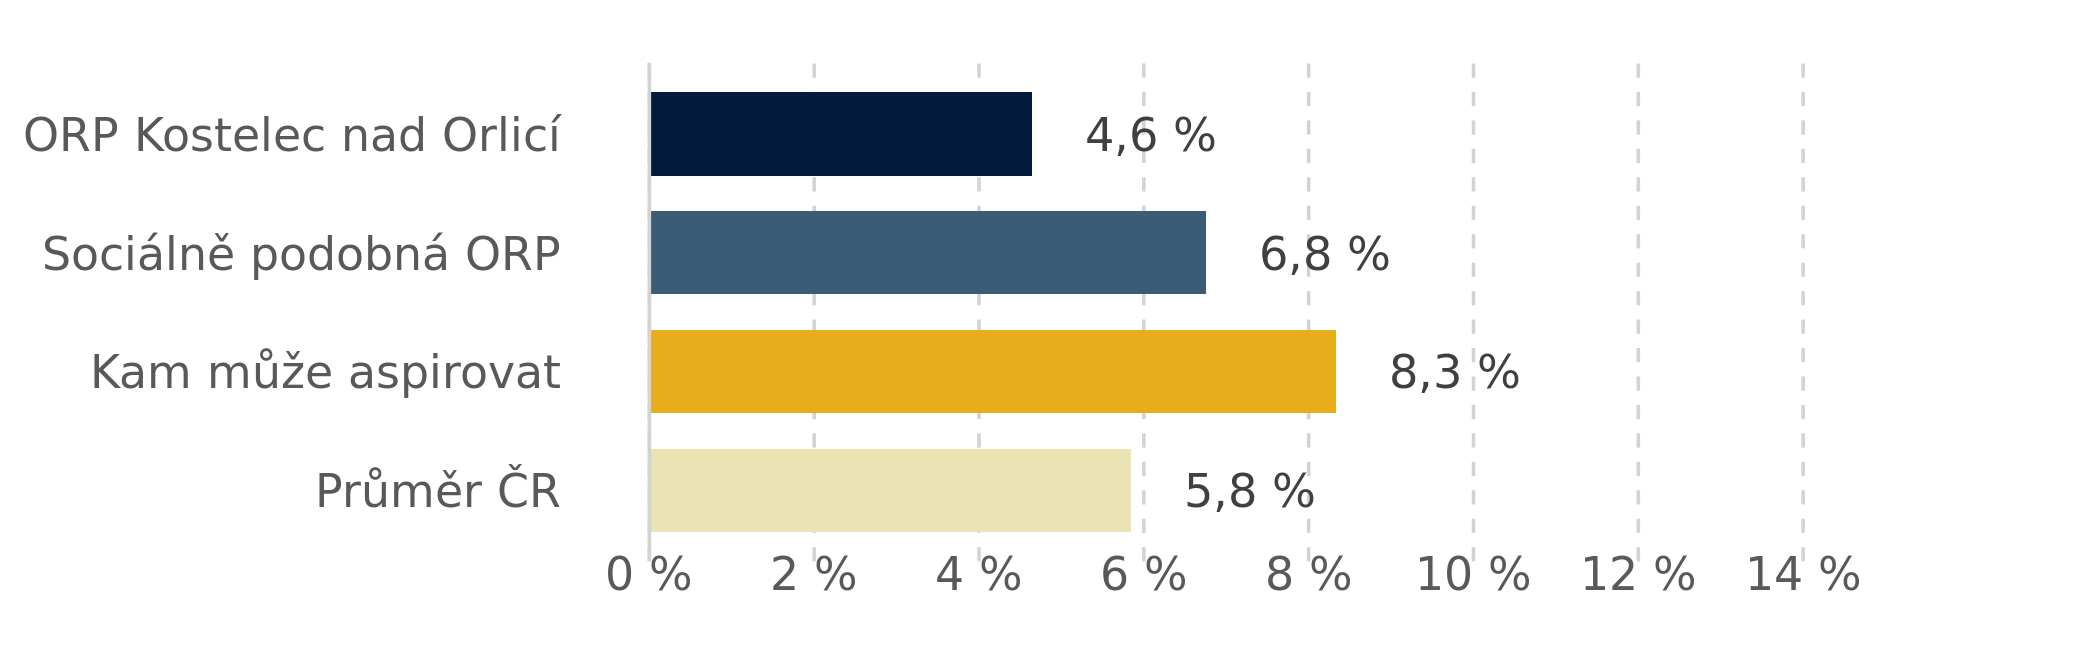 ORP Kostelec nad Orlicí 4,6 %
Sociálně podobná ORP 6,8 %
Kam může aspirovat 8,3 %
Průměr ČR 5,8 %
0 % 2 % 4 % 6 % 8 % 10 % 12 % 14 %